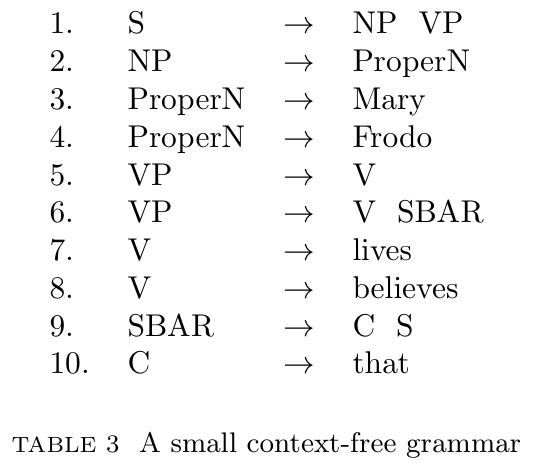 1. S → NP VP
2. NP → ProperN
3. ProperN → Mary
4. ProperN → Frodo
5. VP → V
6. VP → V SBAR
7. V → lives
8. V → believes
9. SBAR → C S
10. C → that
TABLE 3 A small context-free grammar